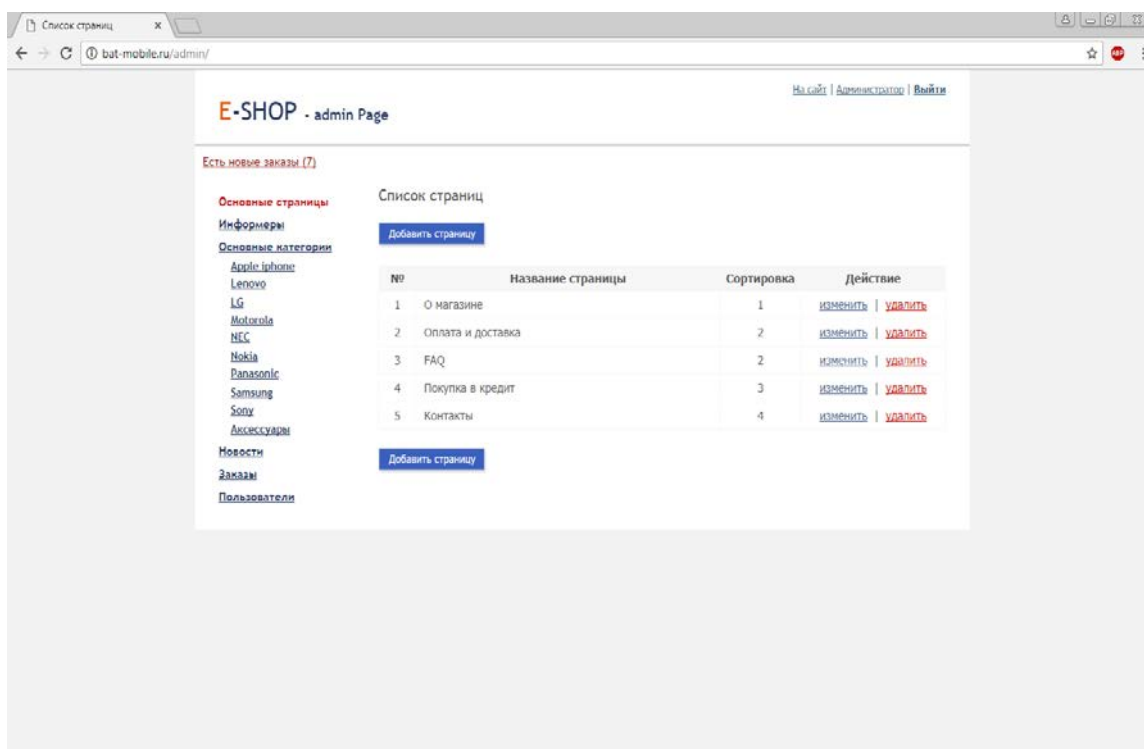 Список страниц
bat-mobile.ru/admin/
ABP
На сайт | Администратор | Выйти
E-SHOP - admin Page
Есть новые заказы (7)
Основные страницы
Информеры
Основные категории
Apple iphone
Lenovo
LG
Motorola
NEC
Nokia
Panasonic
Samsung
Sony
Аксессуары
Новости
Заказы
Пользователи
Список страниц
Добавить страницу
№ Название страницы Сортировка Действие
1 О магазине 1 изменить | удалить
2 Оплата и доставка 2 изменить | удалить
3 FAQ 2 изменить | удалить
4 Покупка в кредит 3 изменить | удалить
5 Контакты 4 изменить | удалить
Добавить страницу